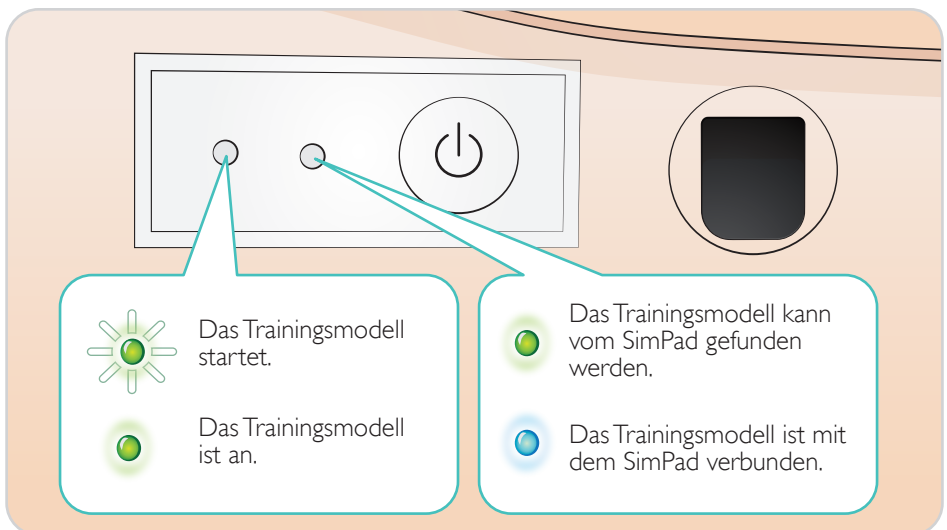 Das Trainingsmodell
startet.
Das Trainingsmodell
ist an.
Das Trainingsmodell kann
vom SimPad gefunden
werden.
Das Trainingsmodell ist mit
dem SimPad verbunden.